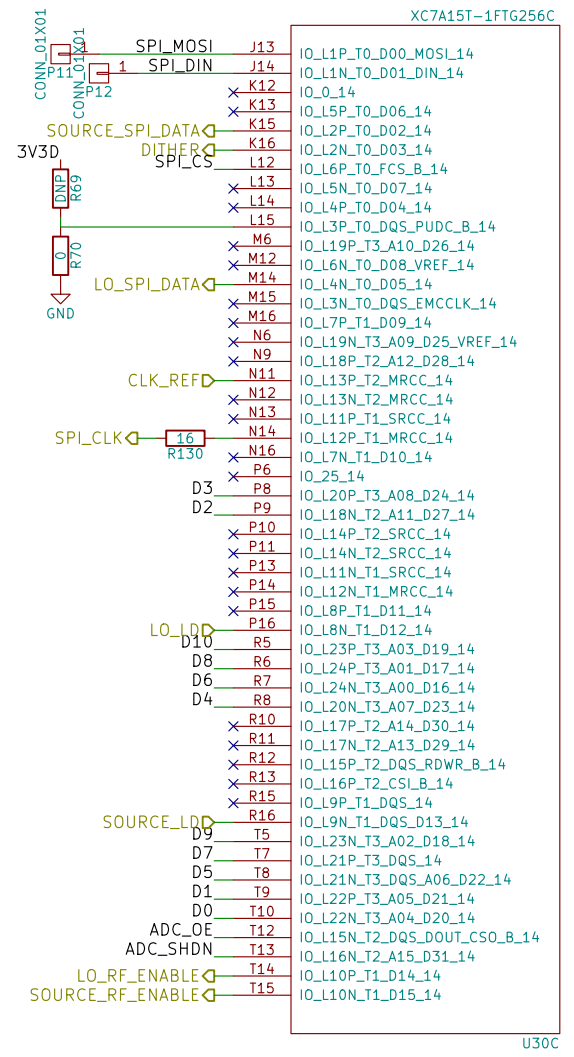 XC7A15T-1FTG256C
CONN_01X01
P11
1
SPI_MOSI J13 IO_L1P_T0_D00_MOSI_14
CONN_01X01
P12
1
SPI_DIN J14 IO_L1N_T0_D01_DIN_14
K12 IO_0_14
K13 IO_L5P_T0_D06_14
SOURCE_SPI_DATA K15 IO_L2P_T0_D02_14
DITHER K16 IO_L2N_T0_D03_14
3V3D
SPI_CS L12 IO_L6P_T0_FCS_B_14
DNP
R69
L13 IO_L5N_T0_D07_14
L14 IO_L4P_T0_D04_14
L15 IO_L3P_T0_DQS_PUDC_B_14
0
R70
M6 IO_L19P_T3_A10_D26_14
M12 IO_L6N_T0_D08_VREF_14
LO_SPI_DATA M14 IO_L4N_T0_D05_14
M15 IO_L3N_T0_DQS_EMCCLK_14
GND
M16 IO_L7P_T1_D09_14
N6 IO_L19N_T3_A09_D25_VREF_14
N9 IO_L18P_T2_A12_D28_14
CLK_REF N11 IO_L13P_T2_MRCC_14
N12 IO_L13N_T2_MRCC_14
N13 IO_L11P_T1_SRCC_14
SPI_CLK 16 N14 IO_L12P_T1_MRCC_14
R130
N16 IO_L7N_T1_D10_14
P6 IO_25_14
D3 P8 IO_L20P_T3_A08_D24_14
D2 P9 IO_L18N_T2_A11_D27_14
P10 IO_L14P_T2_SRCC_14
P11 IO_L14N_T2_SRCC_14
P13 IO_L11N_T1_SRCC_14
P14 IO_L12N_T1_MRCC_14
P15 IO_L8P_T1_D11_14
LO_LD P16 IO_L8N_T1_D12_14
D10 R5 IO_L23P_T3_A03_D19_14
D8 R6 IO_L24P_T3_A01_D17_14
D6 R7 IO_L24N_T3_A00_D16_14
D4 R8 IO_L20N_T3_A07_D23_14
R10 IO_L17P_T2_A14_D30_14
R11 IO_L17N_T2_A13_D29_14
R12 IO_L15P_T2_DQS_RDWR_B_14
R13 IO_L16P_T2_CSI_B_14
R15 IO_L9P_T1_DQS_14
SOURCE_LD R16 IO_L9N_T1_DQS_D13_14
D9 T5 IO_L23N_T3_A02_D18_14
D7 T7 IO_L21P_T3_DQS_14
D5 T8 IO_L21N_T3_DQS_A06_D22_14
D1 T9 IO_L22P_T3_A05_D21_14
D0 T10 IO_L22N_T3_A04_D20_14
ADC_OE T12 IO_L15N_T2_DQS_DOUT_CSO_B_14
ADC_SHDN T13 IO_L16N_T2_A15_D31_14
LO_RF_ENABLE T14 IO_L10P_T1_D14_14
SOURCE_RF_ENABLE T15 IO_L10N_T1_D15_14
U30C